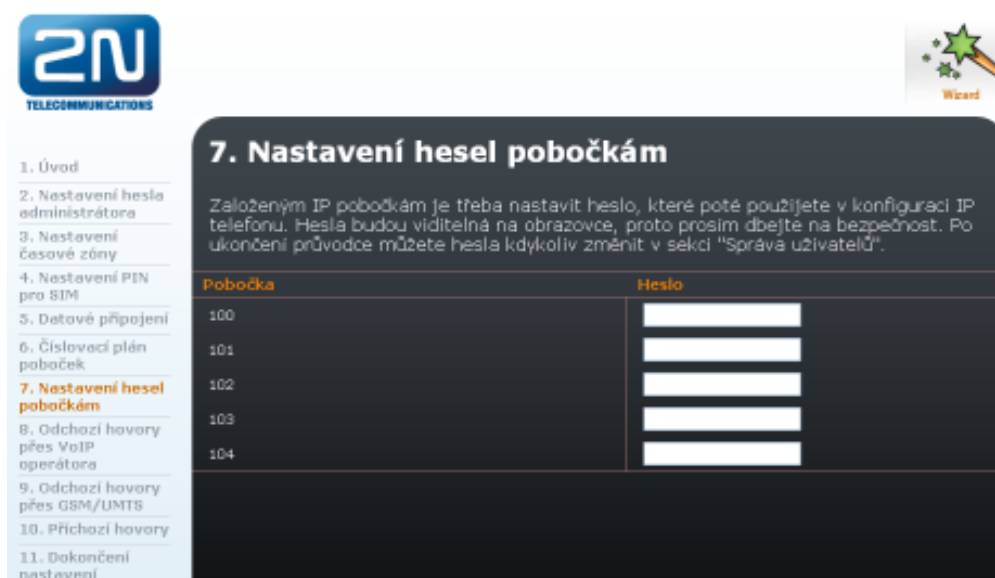 2N
TELECOMMUNICATIONS
Wizard
1. Úvod
2. Nastavení hesla
administrátora
3. Nastavení
časové zóny
4. Nastavení PIN
pro SIM
5. Datové připojení
6. Číslovací plán
poboček
7. Nastavení hesel
pobočkám
8. Odchozí hovory
přes VoIP
operátora
9. Odchozí hovory
přes GSM/UMTS
10. Příchozí hovory
11. Dokončení
nastavení
7. Nastavení hesel pobočkám
Založeným IP pobočkám je třeba nastavit heslo, které poté použijete v konfiguraci IP
telefonu. Hesla budou viditelná na obrazovce, proto prosím dbejte na bezpečnost. Po
ukončení průvodce můžete hesla kdykoliv změnit v sekci "Správa uživatelů".
Pobočka Heslo
100
101
102
103
104